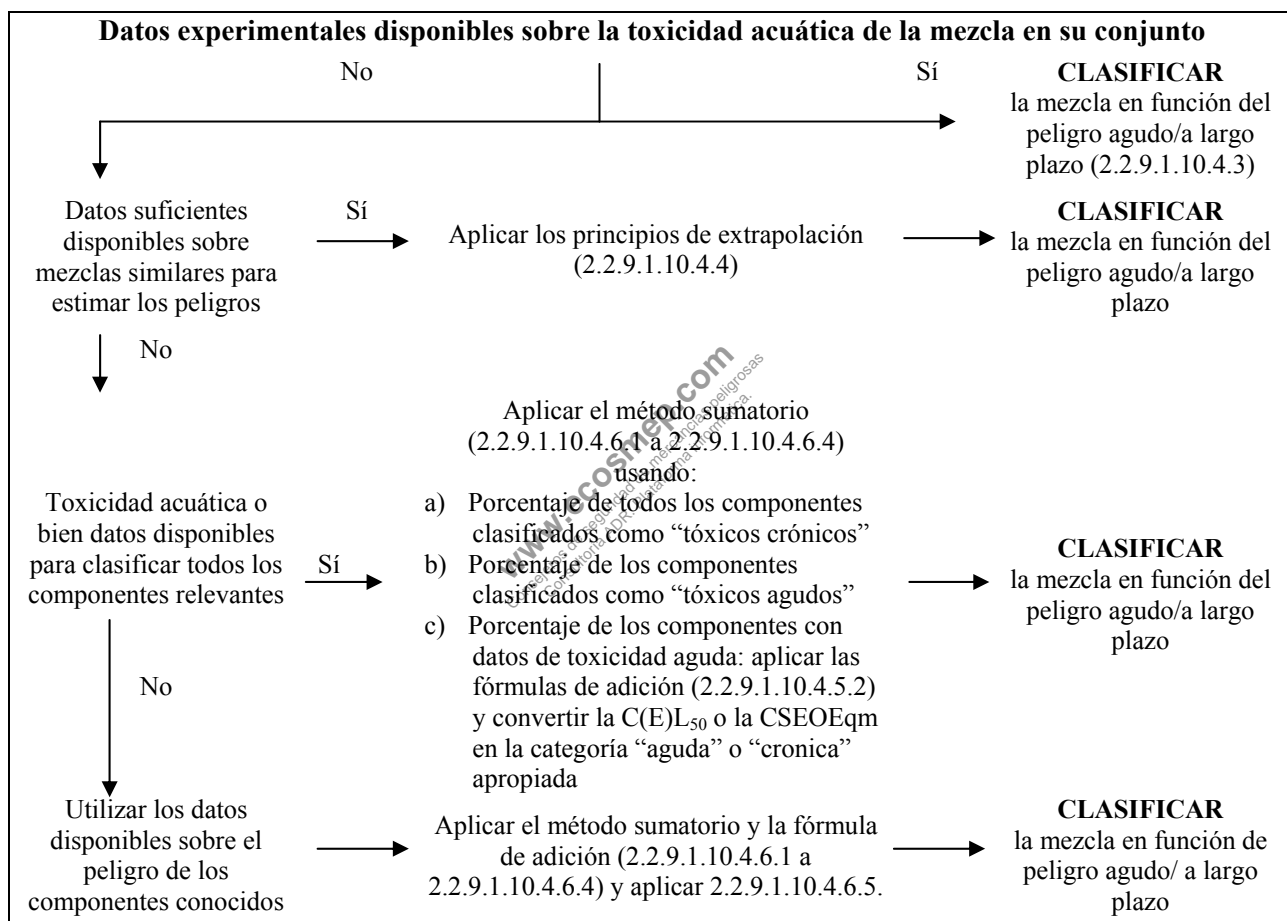 Datos experimentales disponibles sobre la toxicidad acuática de la mezcla en su conjunto
No
Sí
CLASIFICAR
la mezcla en función del
peligro agudo/a largo
plazo (2.2.9.1.10.4.3)
Datos suficientes
disponibles sobre
mezclas similares para
estimar los peligros
Sí
Aplicar los principios de extrapolación
(2.2.9.1.10.4.4)
CLASIFICAR
la mezcla en función del
peligro agudo/a largo
plazo
No
Toxicidad acuática o
bien datos disponibles
para clasificar todos los
componentes relevantes
Sí
Aplicar el método sumatorio
(2.2.9.1.10.4.6.1 a 2.2.9.1.10.4.6.4)
usando:
a) Porcentaje de todos los componentes
clasificados como “tóxicos crónicos”
b) Porcentaje de los componentes
clasificados como “tóxicos agudos”
c) Porcentaje de los componentes con
datos de toxicidad aguda: aplicar las
fórmulas de adición (2.2.9.1.10.4.5.2)
y convertir la C(E)L50 o la CSEOEqm
en la categoría “aguda” o “cronica”
apropiada
CLASIFICAR
la mezcla en función del
peligro agudo/a largo
plazo
No
Utilizar los datos
disponibles sobre el
peligro de los
componentes conocidos
Aplicar el método sumatorio y la fórmula
de adición (2.2.9.1.10.4.6.1 a
2.2.9.1.10.4.6.4) y aplicar 2.2.9.1.10.4.6.5.
CLASIFICAR
la mezcla en función de
peligro agudo/ a largo
plazo
www.ecosmep.com
Consejeros de seguridad de mercancías peligrosas
Consultoría ADR. Plataforma informática.